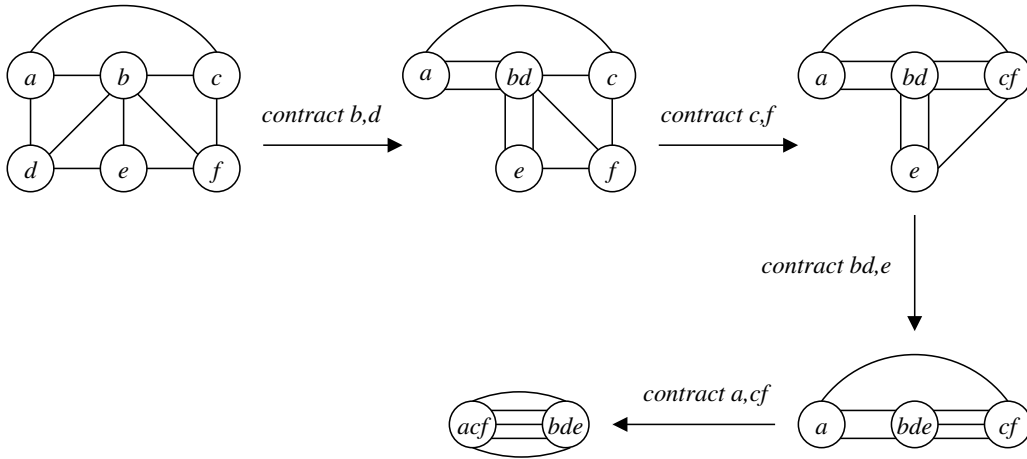 a b c
d e f
contract b,d
a bd c
e f
contract c,f
a bd cf
e
contract bd,e
a bde cf
contract a,cf
acf bde